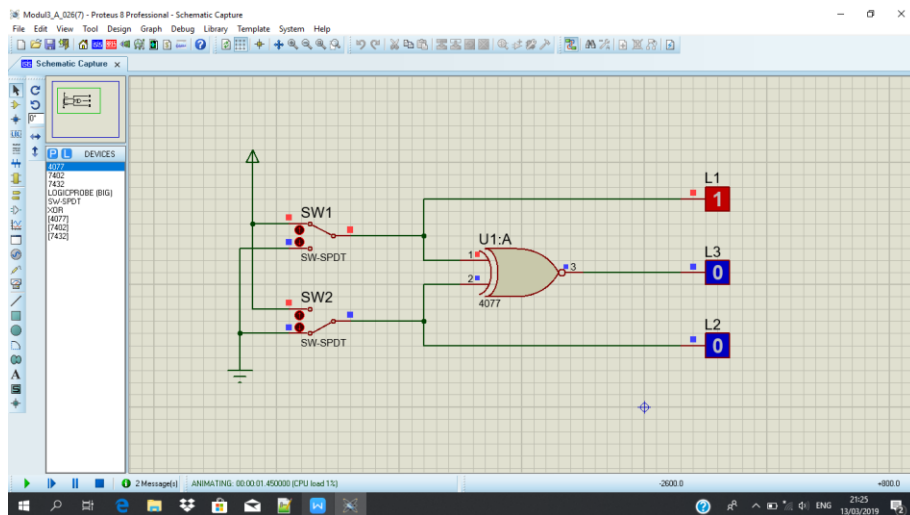 Modul3_A_026(7) - Proteus 8 Professional - Schematic Capture
File Edit View Tool Design Graph Debug Library Template System Help
Schematic Capture x
0°
P L DEVICES
4077
7402
7432
LOGICPROBE (BIG)
SW-SPDT
XOR
[4077]
[7402]
[7432]
SW1
SW-SPDT
SW2
SW-SPDT
U1:A
1
2
3
4077
L1
1
L3
0
L2
0
2 Message(s)
ANIMATING: 00:00:01.450000 (CPU load 1%)
-2600.0
+800.0
ENG
21:25
13/03/2019